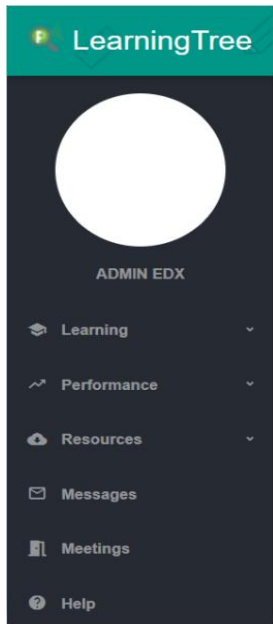 LearningTree
ADMIN EDX
Learning
Performance
Resources
Messages
Meetings
Help